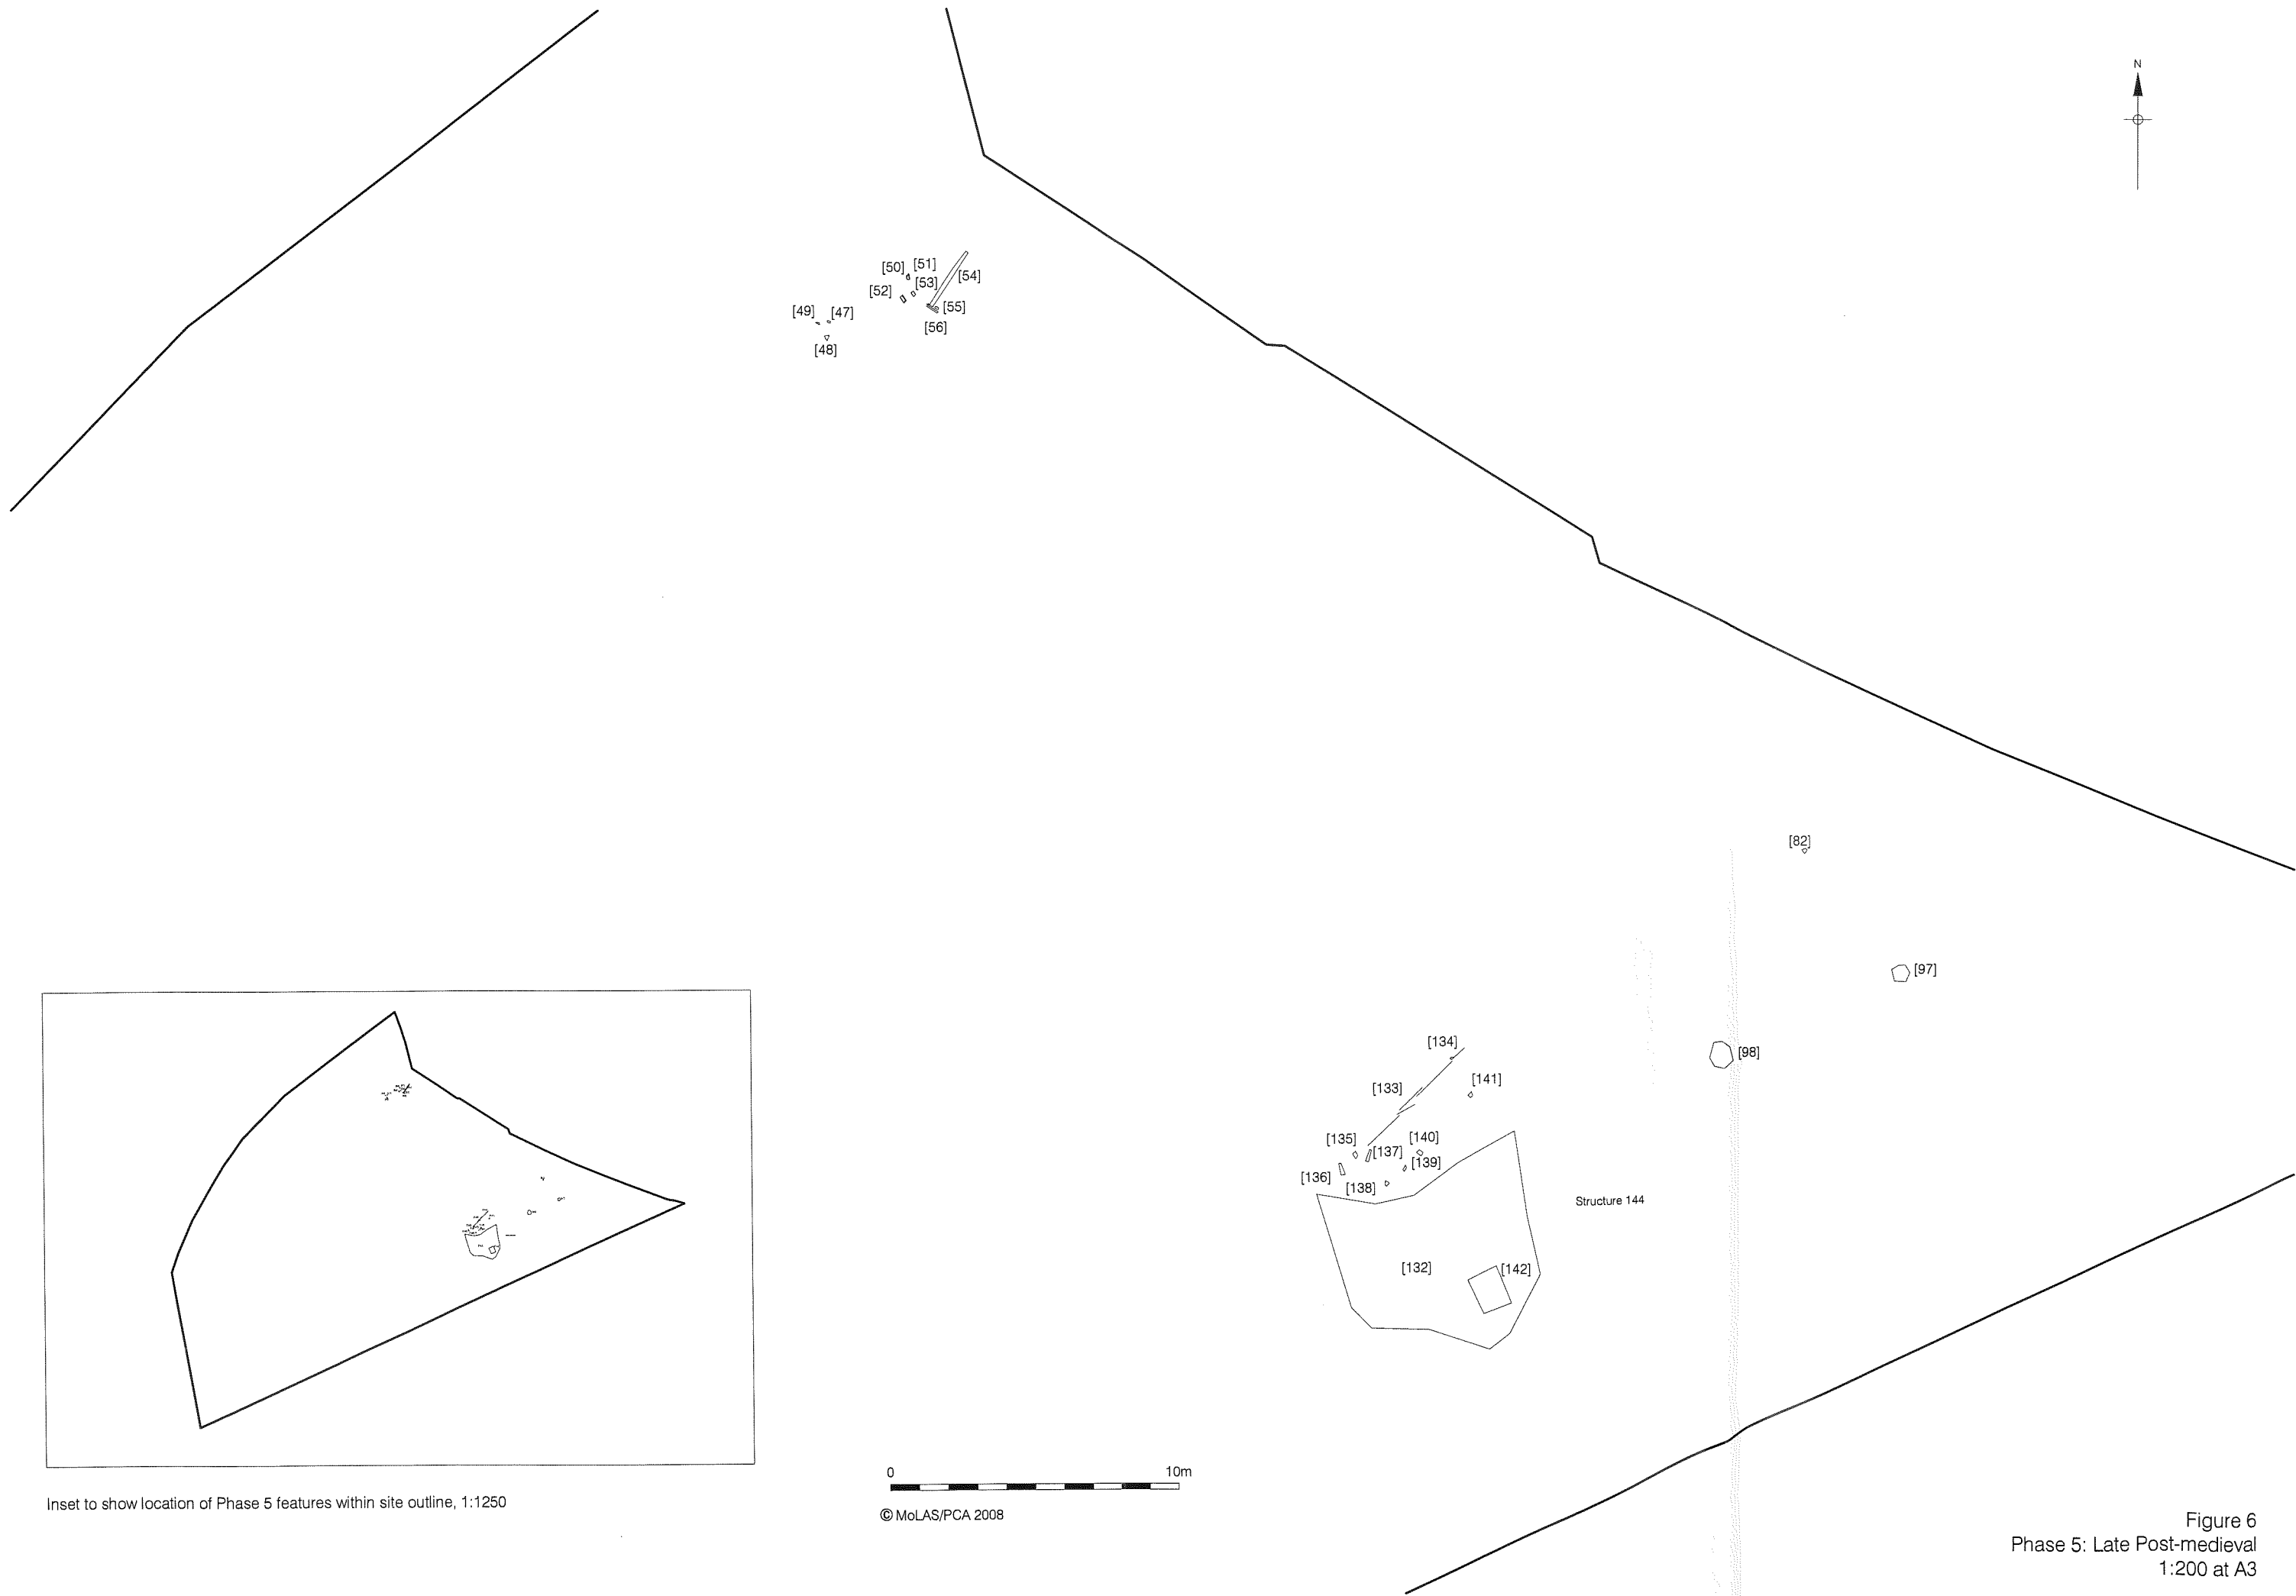 N
[50] [51]
[54]
[52] [53]
[49] [47]
[55]
[56]
[48]
[82]
[97]
[134]
[98]
[133]
[141]
[135]
[140]
[137]
[139]
[136]
[138]
Structure 144
[132]
[142]
0 10m
© MoLAS/PCA 2008
Inset to show location of Phase 5 features within site outline, 1:1250
Figure 6
Phase 5: Late Post-medieval
1:200 at A3